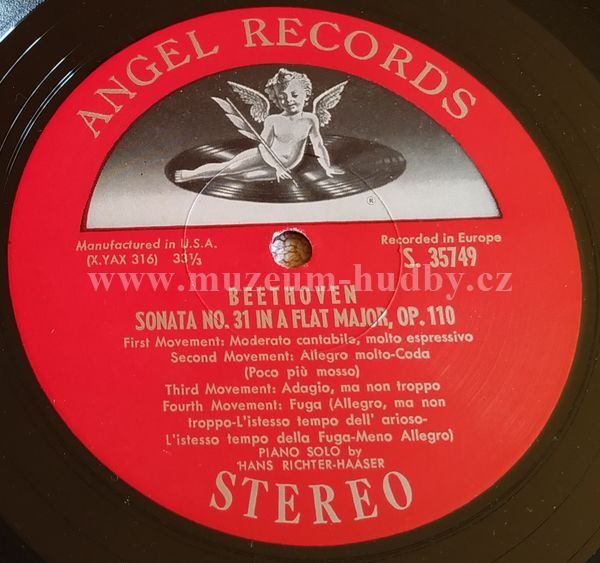 ANGEL RECORDS
®
Manufactured in U.S.A.
(X,YAX 316) 33⅓
Recorded in Europe
S. 35749
www.muzeum-hudby.cz
BEETHOVEN
SONATA NO. 31 IN A FLAT MAJOR, OP. 110
First Movement: Moderato cantabile, molto espressivo
Second Movement: Allegro molto-Coda
(Poco più mosso)
Third Movement: Adagio, ma non troppo
Fourth Movement: Fuga (Allegro, ma non
troppo-L'istesso tempo dell' arioso-
L'istesso tempo della Fuga-Meno Allegro)
PIANO SOLO by
HANS RICHTER-HAASER
STEREO